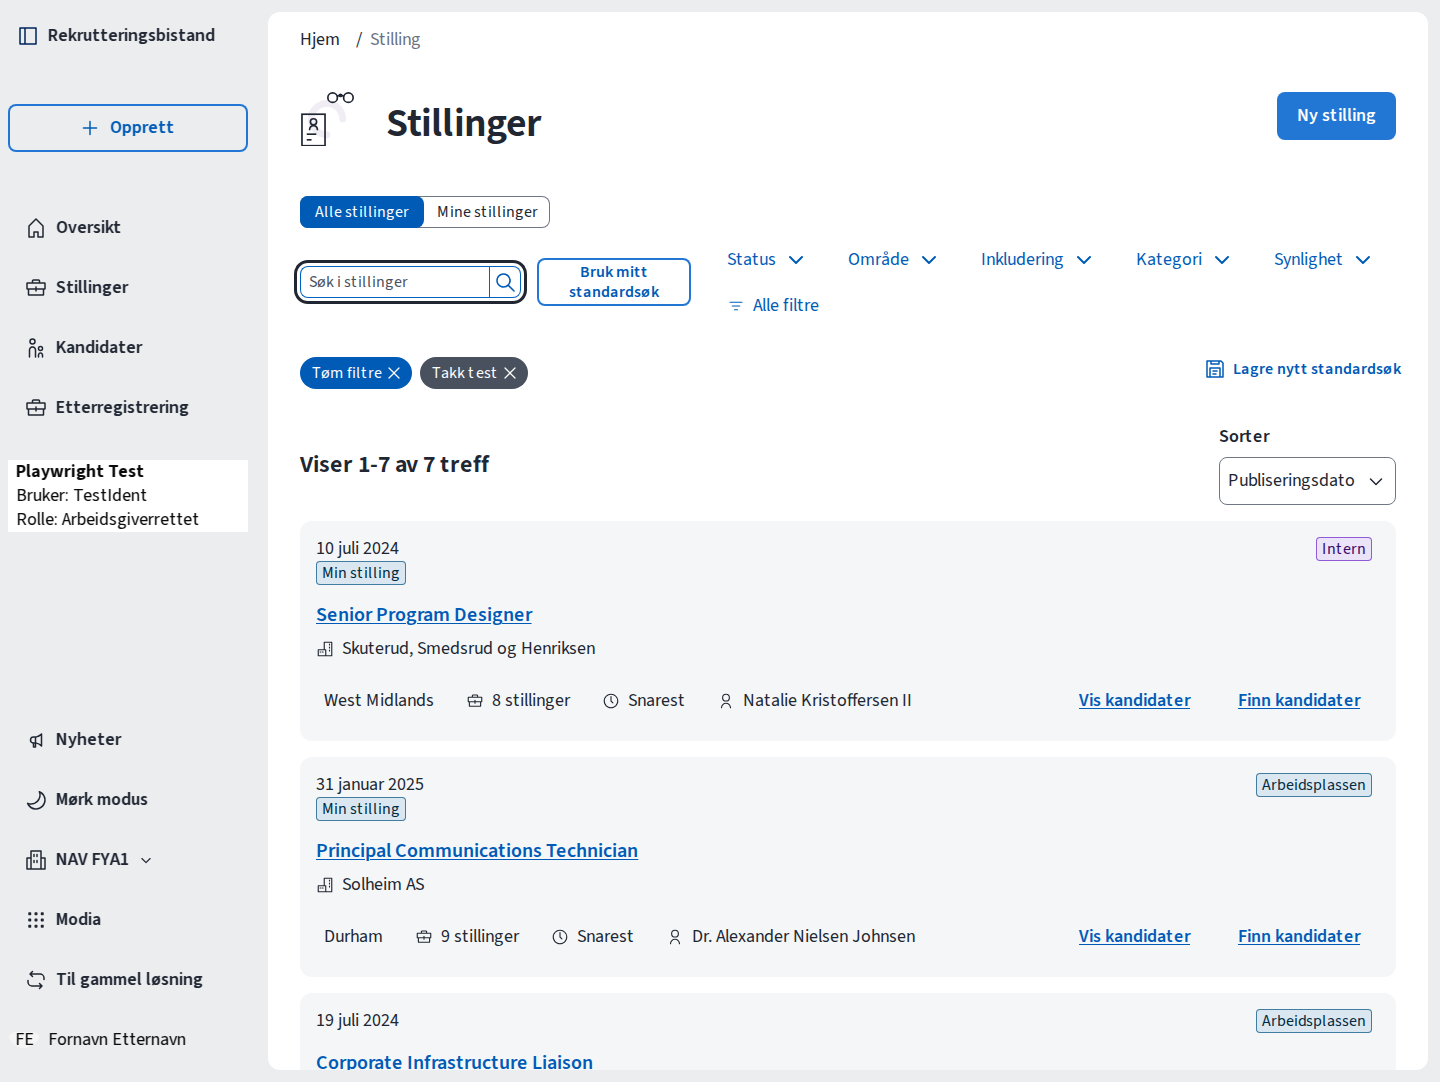 Rekrutteringsbistand
Opprett
Oversikt
Stillinger
Kandidater
Etterregistrering
Playwright Test
Bruker: TestIdent
Rolle: Arbeidsgiverrettet
Nyheter
Mørk modus
NAV FYA1
Modia
Til gammel løsning
FE Fornavn Etternavn
Hjem / Stilling
Stillinger
Ny stilling
Alle stillinger Mine stillinger
Søk i stillinger
Bruk mitt
standardsøk
Status Område Inkludering Kategori Synlighet
Alle filtre
Tøm filtre Takk test
Lagre nytt standardsøk
Viser 1-7 av 7 treff
Sorter
Publiseringsdato
10 juli 2024
Intern
Min stilling
Senior Program Designer
Skuterud, Smedsrud og Henriksen
West Midlands 8 stillinger Snarest Natalie Kristoffersen II Vis kandidater Finn kandidater
31 januar 2025
Arbeidsplassen
Min stilling
Principal Communications Technician
Solheim AS
Durham 9 stillinger Snarest Dr. Alexander Nielsen Johnsen Vis kandidater Finn kandidater
19 juli 2024
Arbeidsplassen
Corporate Infrastructure Liaison